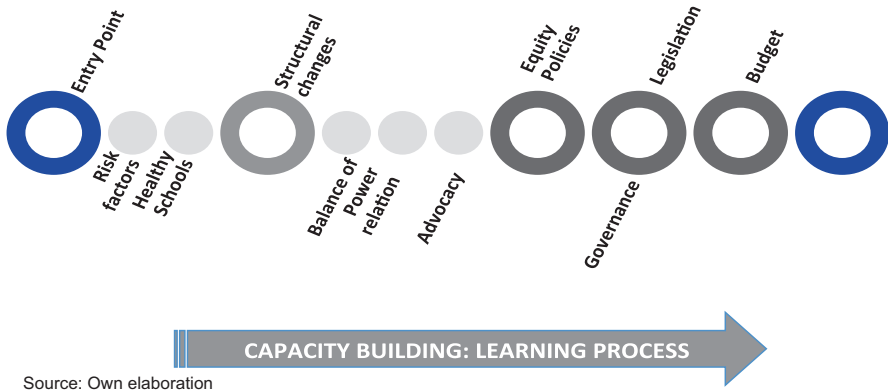 Entry Point
Risk
factors
Healthy
Schools
Structural
changes
Balance of
Power
relation
Advocacy
Equity
Policies
Governance
Legislation
Budget
CAPACITY BUILDING: LEARNING PROCESS
Source: Own elaboration